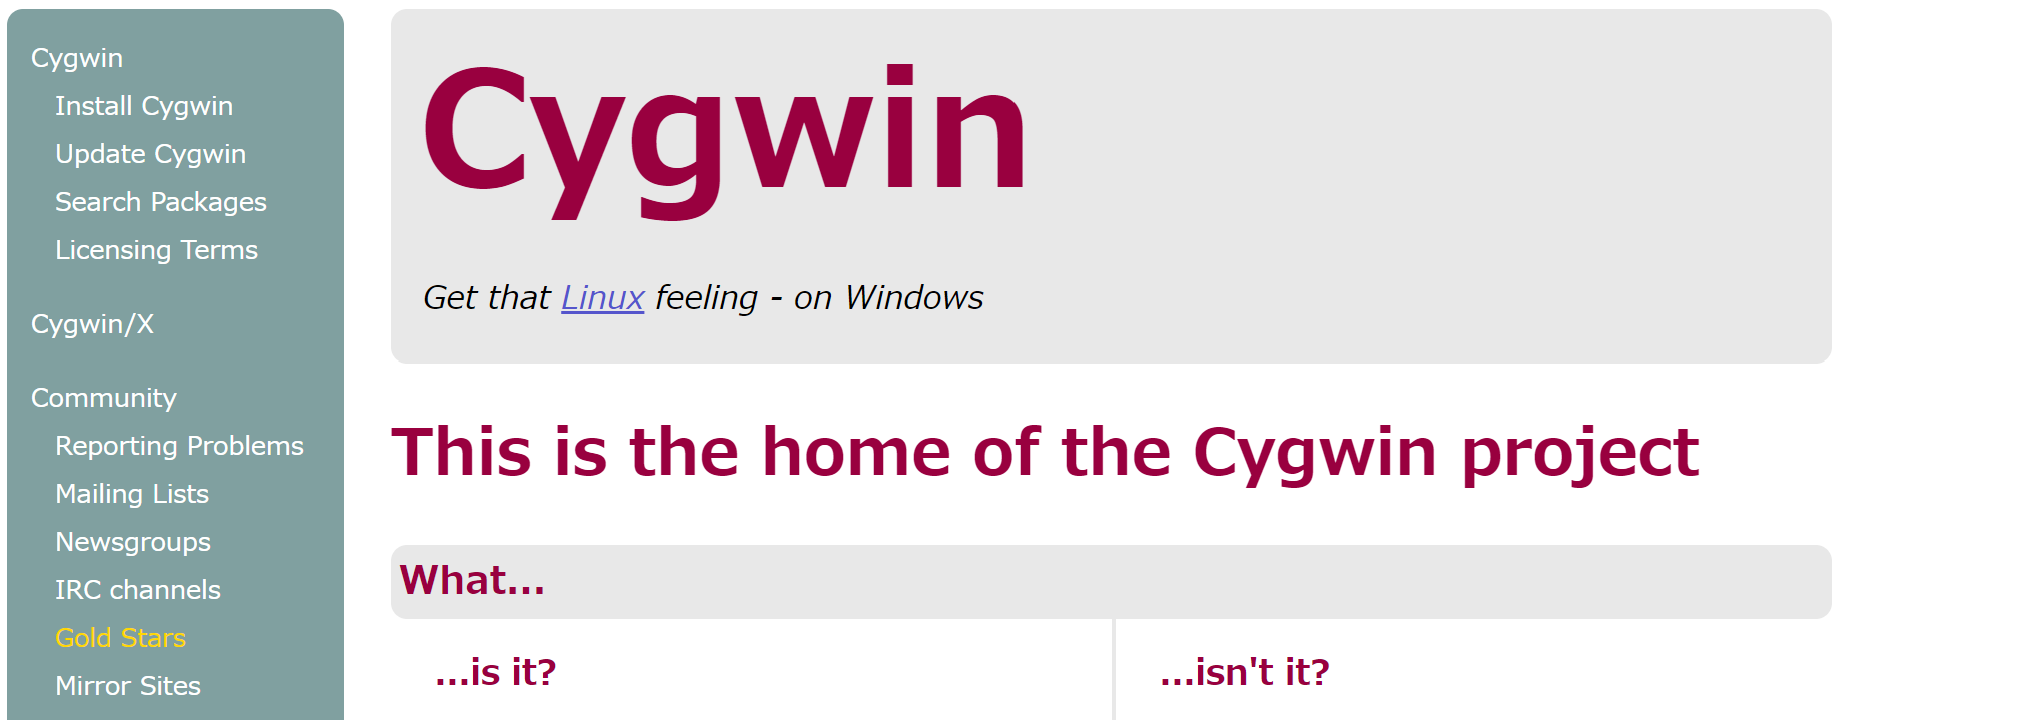 Cygwin
Install Cygwin
Update Cygwin
Search Packages
Licensing Terms
Cygwin/X
Community
Reporting Problems
Mailing Lists
Newsgroups
IRC channels
Gold Stars
Mirror Sites
Cygwin
Get that Linux feeling - on Windows
This is the home of the Cygwin project
What...
...is it?
...isn't it?